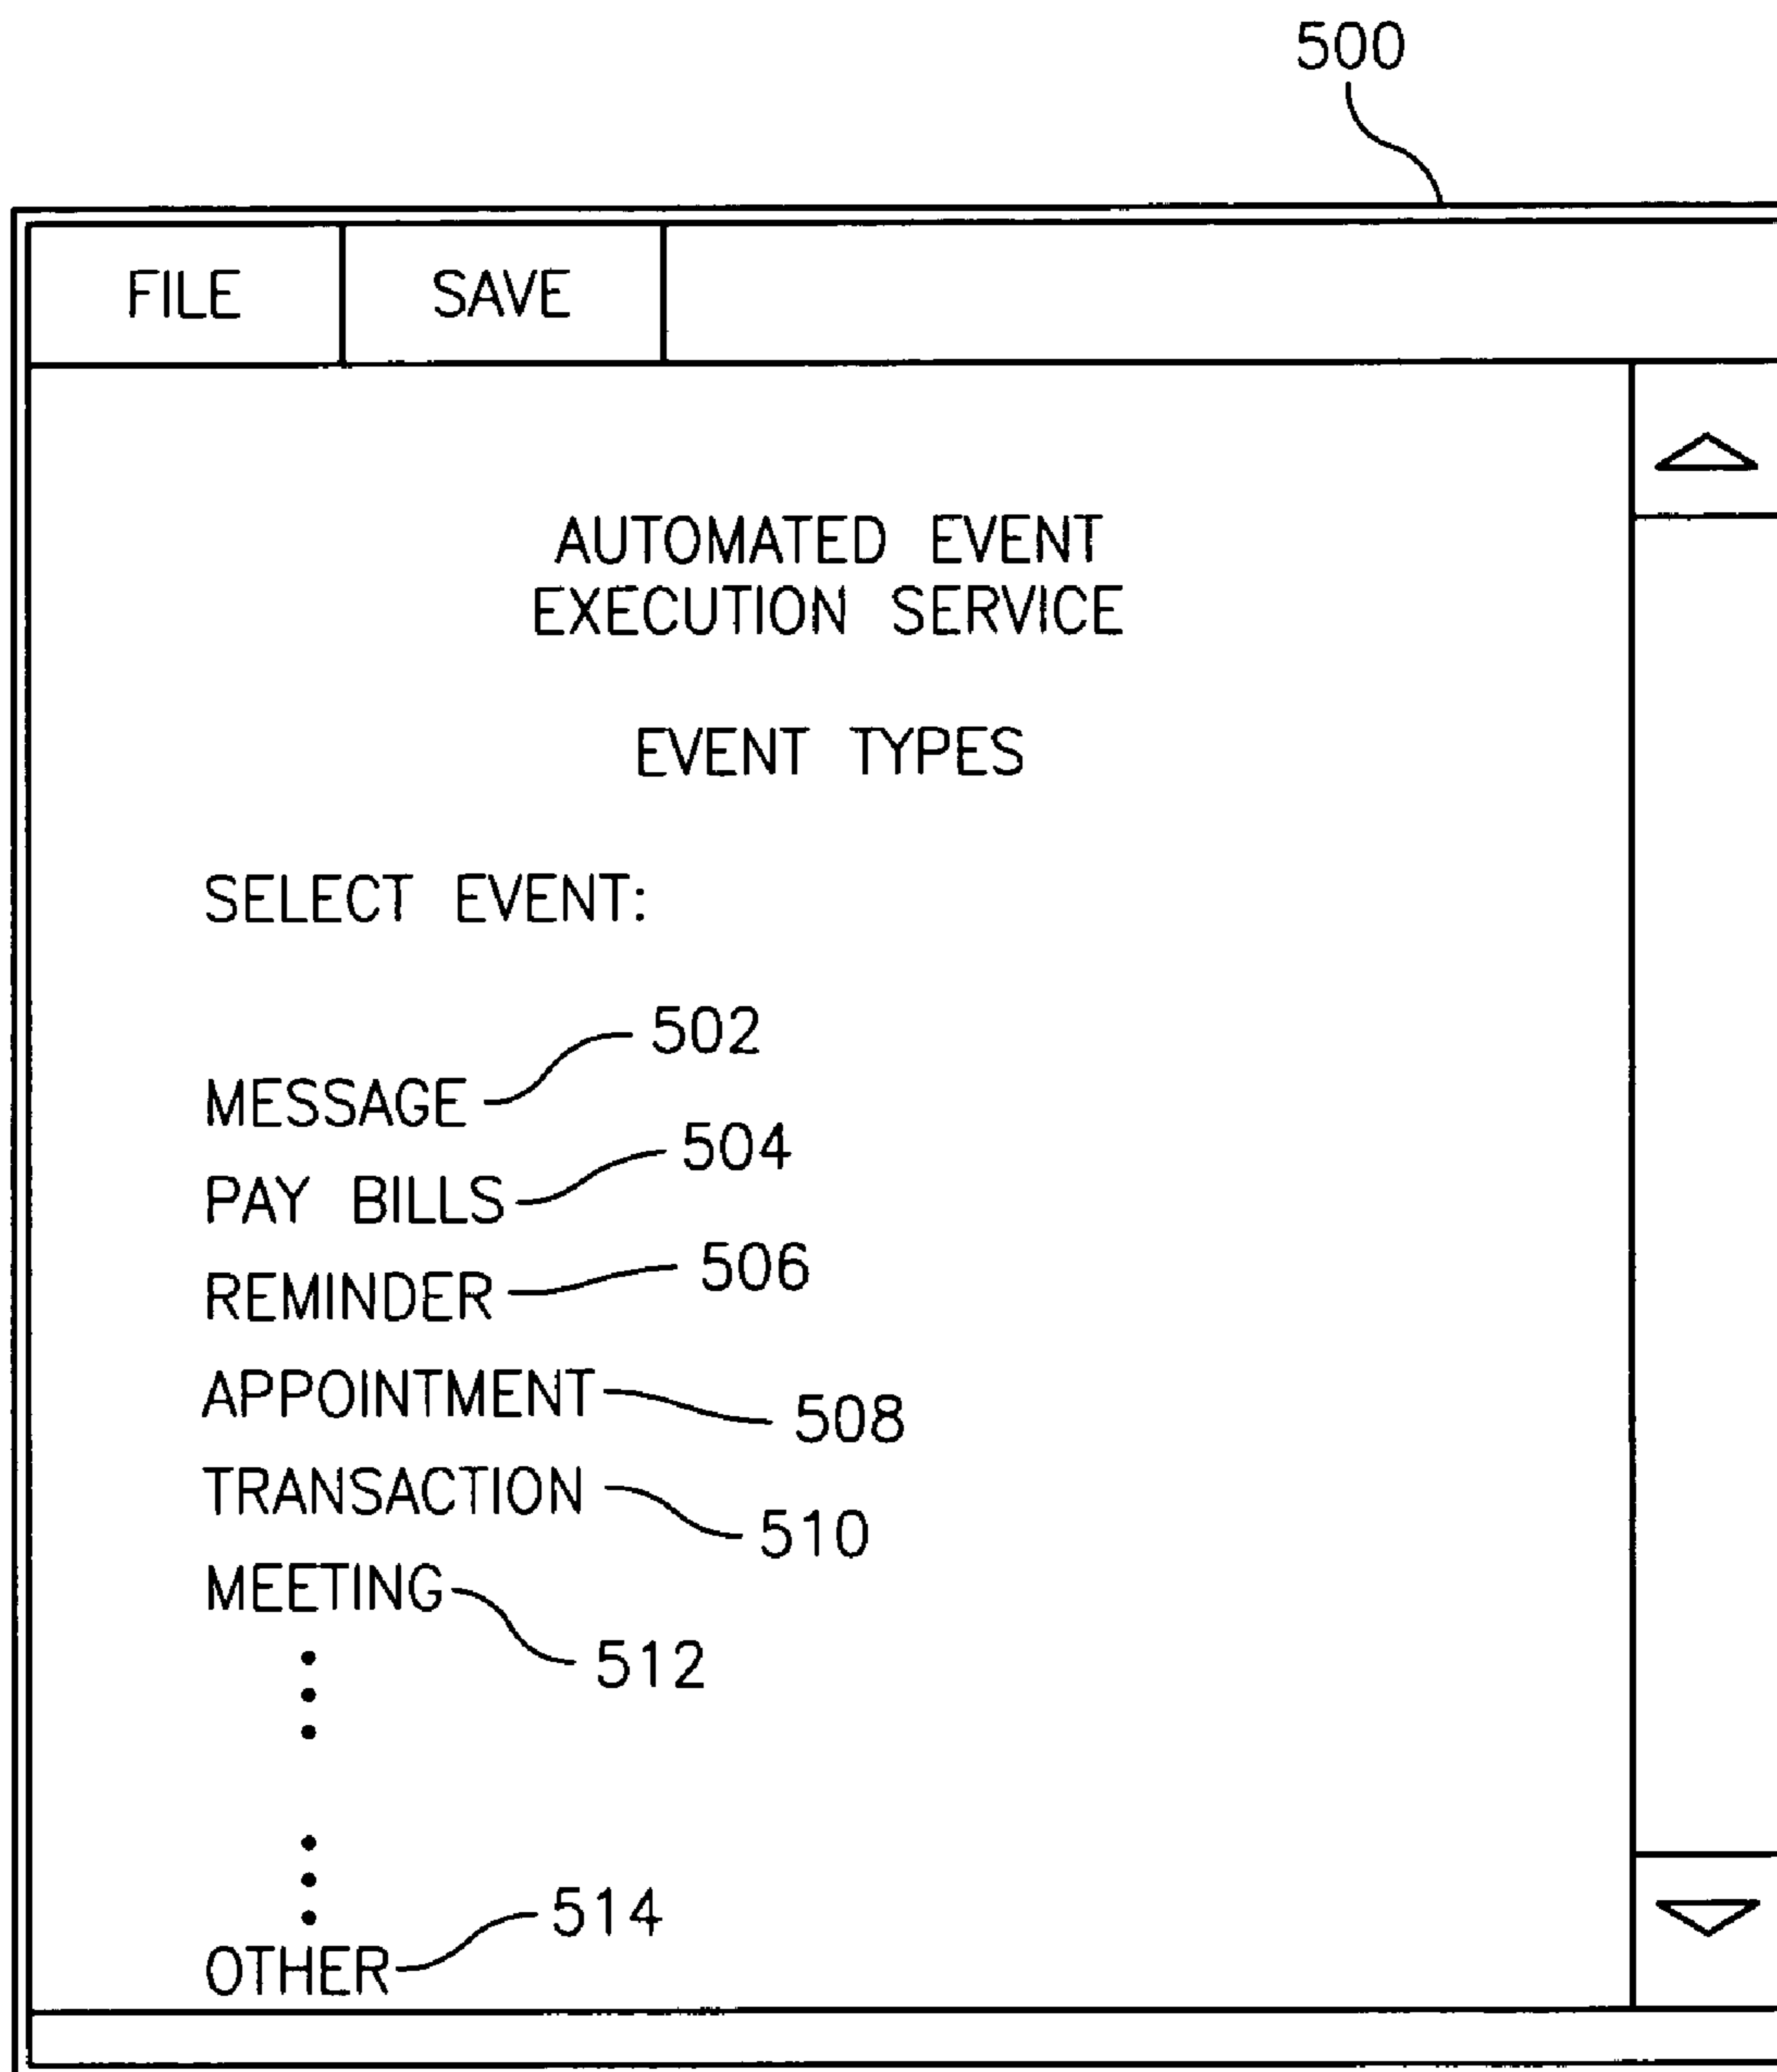 500
FILE SAVE
AUTOMATED EVENT
EXECUTION SERVICE
EVENT TYPES
SELECT EVENT:
502
MESSAGE
504
PAY BILLS
506
REMINDER
APPOINTMENT
508
TRANSACTION
510
MEETING
512
514
OTHER